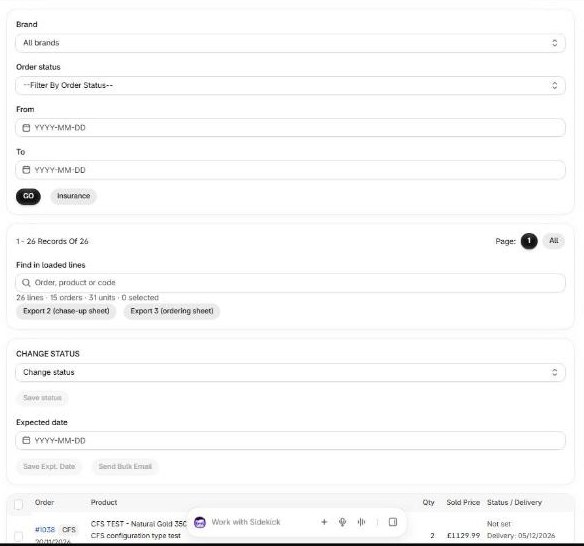 Brand
All brands
Order status
--Filter By Order Status--
From
YYYY-MM-DD
To
YYYY-MM-DD
GO insurance
1 - 26 Records Of 26 Page: 1 All
Find in loaded lines
Order, product or code
26 lines · 15 orders · 31 units · 0 selected
Export 2 (chase-up sheet) Export 3 (ordering sheet)
CHANGE STATUS
Change status
Save status
Expected date
YYYY-MM-DD
Save Expt. Date Send Bulk Email
Order Product Qty Sold Price Status / Delivery
CFS TEST - Natural Gold 350 Not set
#1038 CFS CFS configuration type test 2 £1129.99 Delivery: 05/12/2026
20/11/2026
Work with Sidekick